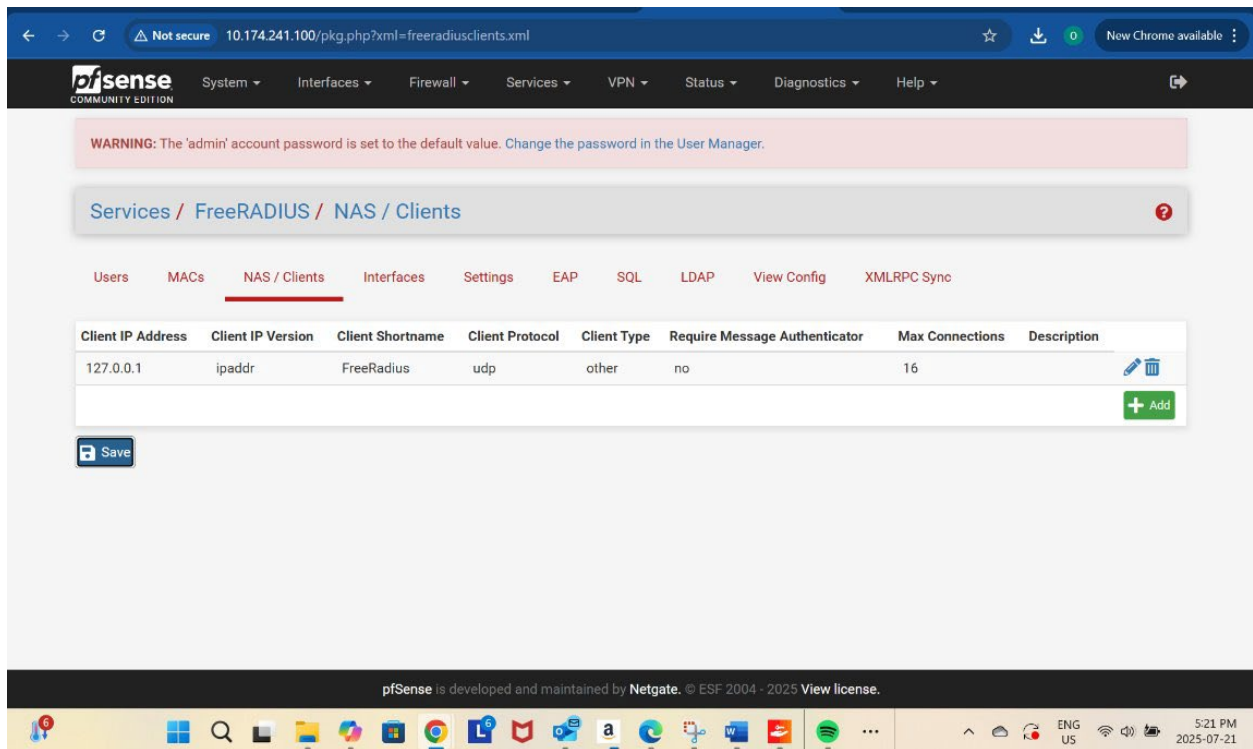 Not secure 10.174.241.100/pkg.php?xml=freeradiusclients.xml 0 New Chrome available
pfsense System Interfaces Firewall Services VPN Status Diagnostics Help
COMMUNITY EDITION
WARNING: The 'admin' account password is set to the default value. Change the password in the User Manager.
Services / FreeRADIUS / NAS / Clients
Users MACs NAS / Clients Interfaces Settings EAP SQL LDAP View Config XMLRPC Sync
Client IP Address Client IP Version Client Shortname Client Protocol Client Type Require Message Authenticator Max Connections Description
127.0.0.1 ipaddr FreeRadius udp other no 16
Add
Save
pfSense is developed and maintained by Netgate. © ESF 2004 - 2025 View license.
6 L 6 a W ENG 5:21 PM
US 2025-07-21